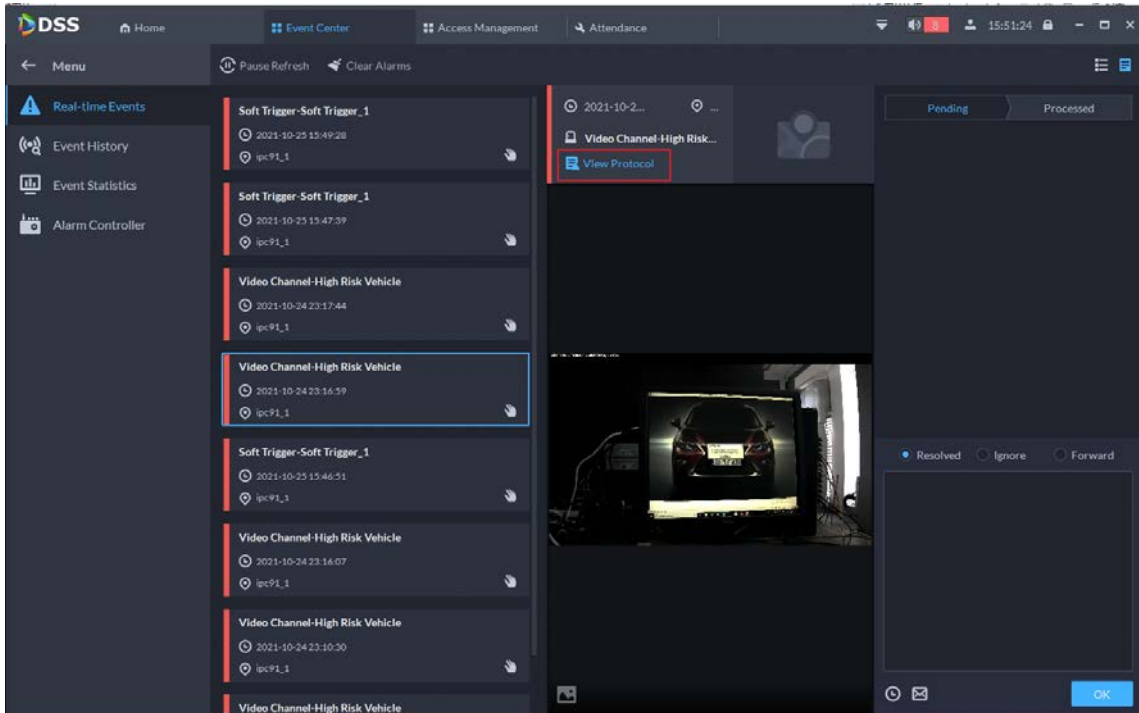 DSS
Home
Event Center
Access Management
Attendance
8
15:51:24
Menu
Pause Refresh
Clear Alarms
Real-time Events
Event History
Event Statistics
Alarm Controller
Soft Trigger-Soft Trigger_1
2021-10-25 15:49:28
ipc91_1
Soft Trigger-Soft Trigger_1
2021-10-25 15:47:39
ipc91_1
Video Channel-High Risk Vehicle
2021-10-24 23:17:44
ipc91_1
Video Channel-High Risk Vehicle
2021-10-24 23:16:59
ipc91_1
Soft Trigger-Soft Trigger_1
2021-10-25 15:46:51
ipc91_1
Video Channel-High Risk Vehicle
2021-10-24 23:16:07
ipc91_1
Video Channel-High Risk Vehicle
2021-10-24 23:10:30
ipc91_1
Video Channel-High Risk Vehicle
2021-10-2... ...
Video Channel-High Risk...
View Protocol
Pending
Processed
Resolved
Ignore
Forward
OK